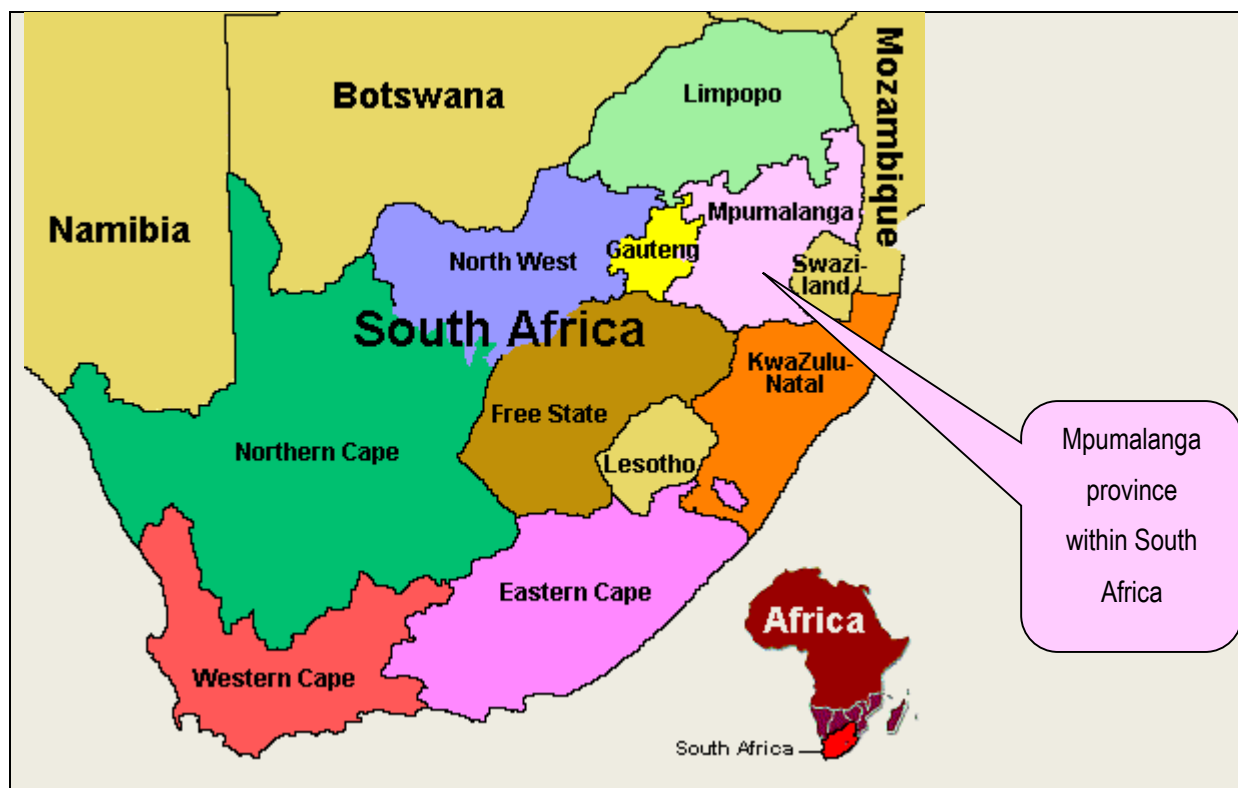 Botswana
Limpopo
Mozambique
Namibia
Mpumalanga
North West
Gauteng
Swazi-
land
South Africa
KwaZulu-
Natal
Free State
Northern Cape
Lesotho
Mpumalanga
province
within South
Africa
Eastern Cape
Africa
Western Cape
South Africa